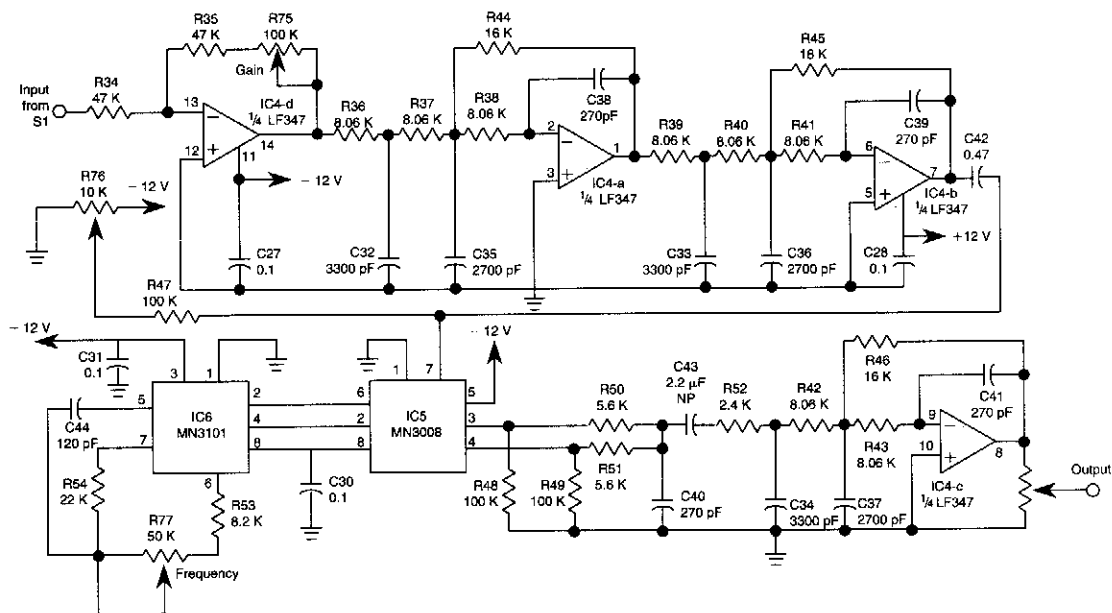 R44
16 K
R35
47 K
R75
100 K
Gain
R45
16 K
R34
47 K
Input
from
S1
13
12
11
14
IC4-d
1/4 LF347
R36
8.06 K
R37
8.06 K
R38
8.06 K
C38
270pF
2
3
1
IC4-a
1/4 LF347
R39
8.06 K
R40
8.06 K
R41
8.06 K
C39
270 pF
6
5
7
IC4-b
1/4 LF347
C42
0.47
R76
10 K
– 12 V
– 12 V
+12 V
C27
0.1
C32
3300 pF
C35
2700 pF
C33
3300 pF
C36
2700 pF
C28
0.1
R47
100 K
– 12 V
C31
0.1
3
1
5
7
2
4
8
6
IC6
MN3101
C44
120 pF
R54
22 K
R77
50 K
Frequency
R53
8.2 K
C30
0.1
– 12 V
1
7
6
2
8
5
3
4
IC5
MN3008
R50
5.6 K
R51
5.6 K
R48
100 K
R49
100 K
C43
2.2 µF
NP
C40
270 pF
R52
2.4 K
R42
8.06 K
R43
8.06 K
R46
16 K
C41
270 pF
C34
3300 pF
C37
2700 pF
9
10
8
IC4-c
1/4 LF347
Output